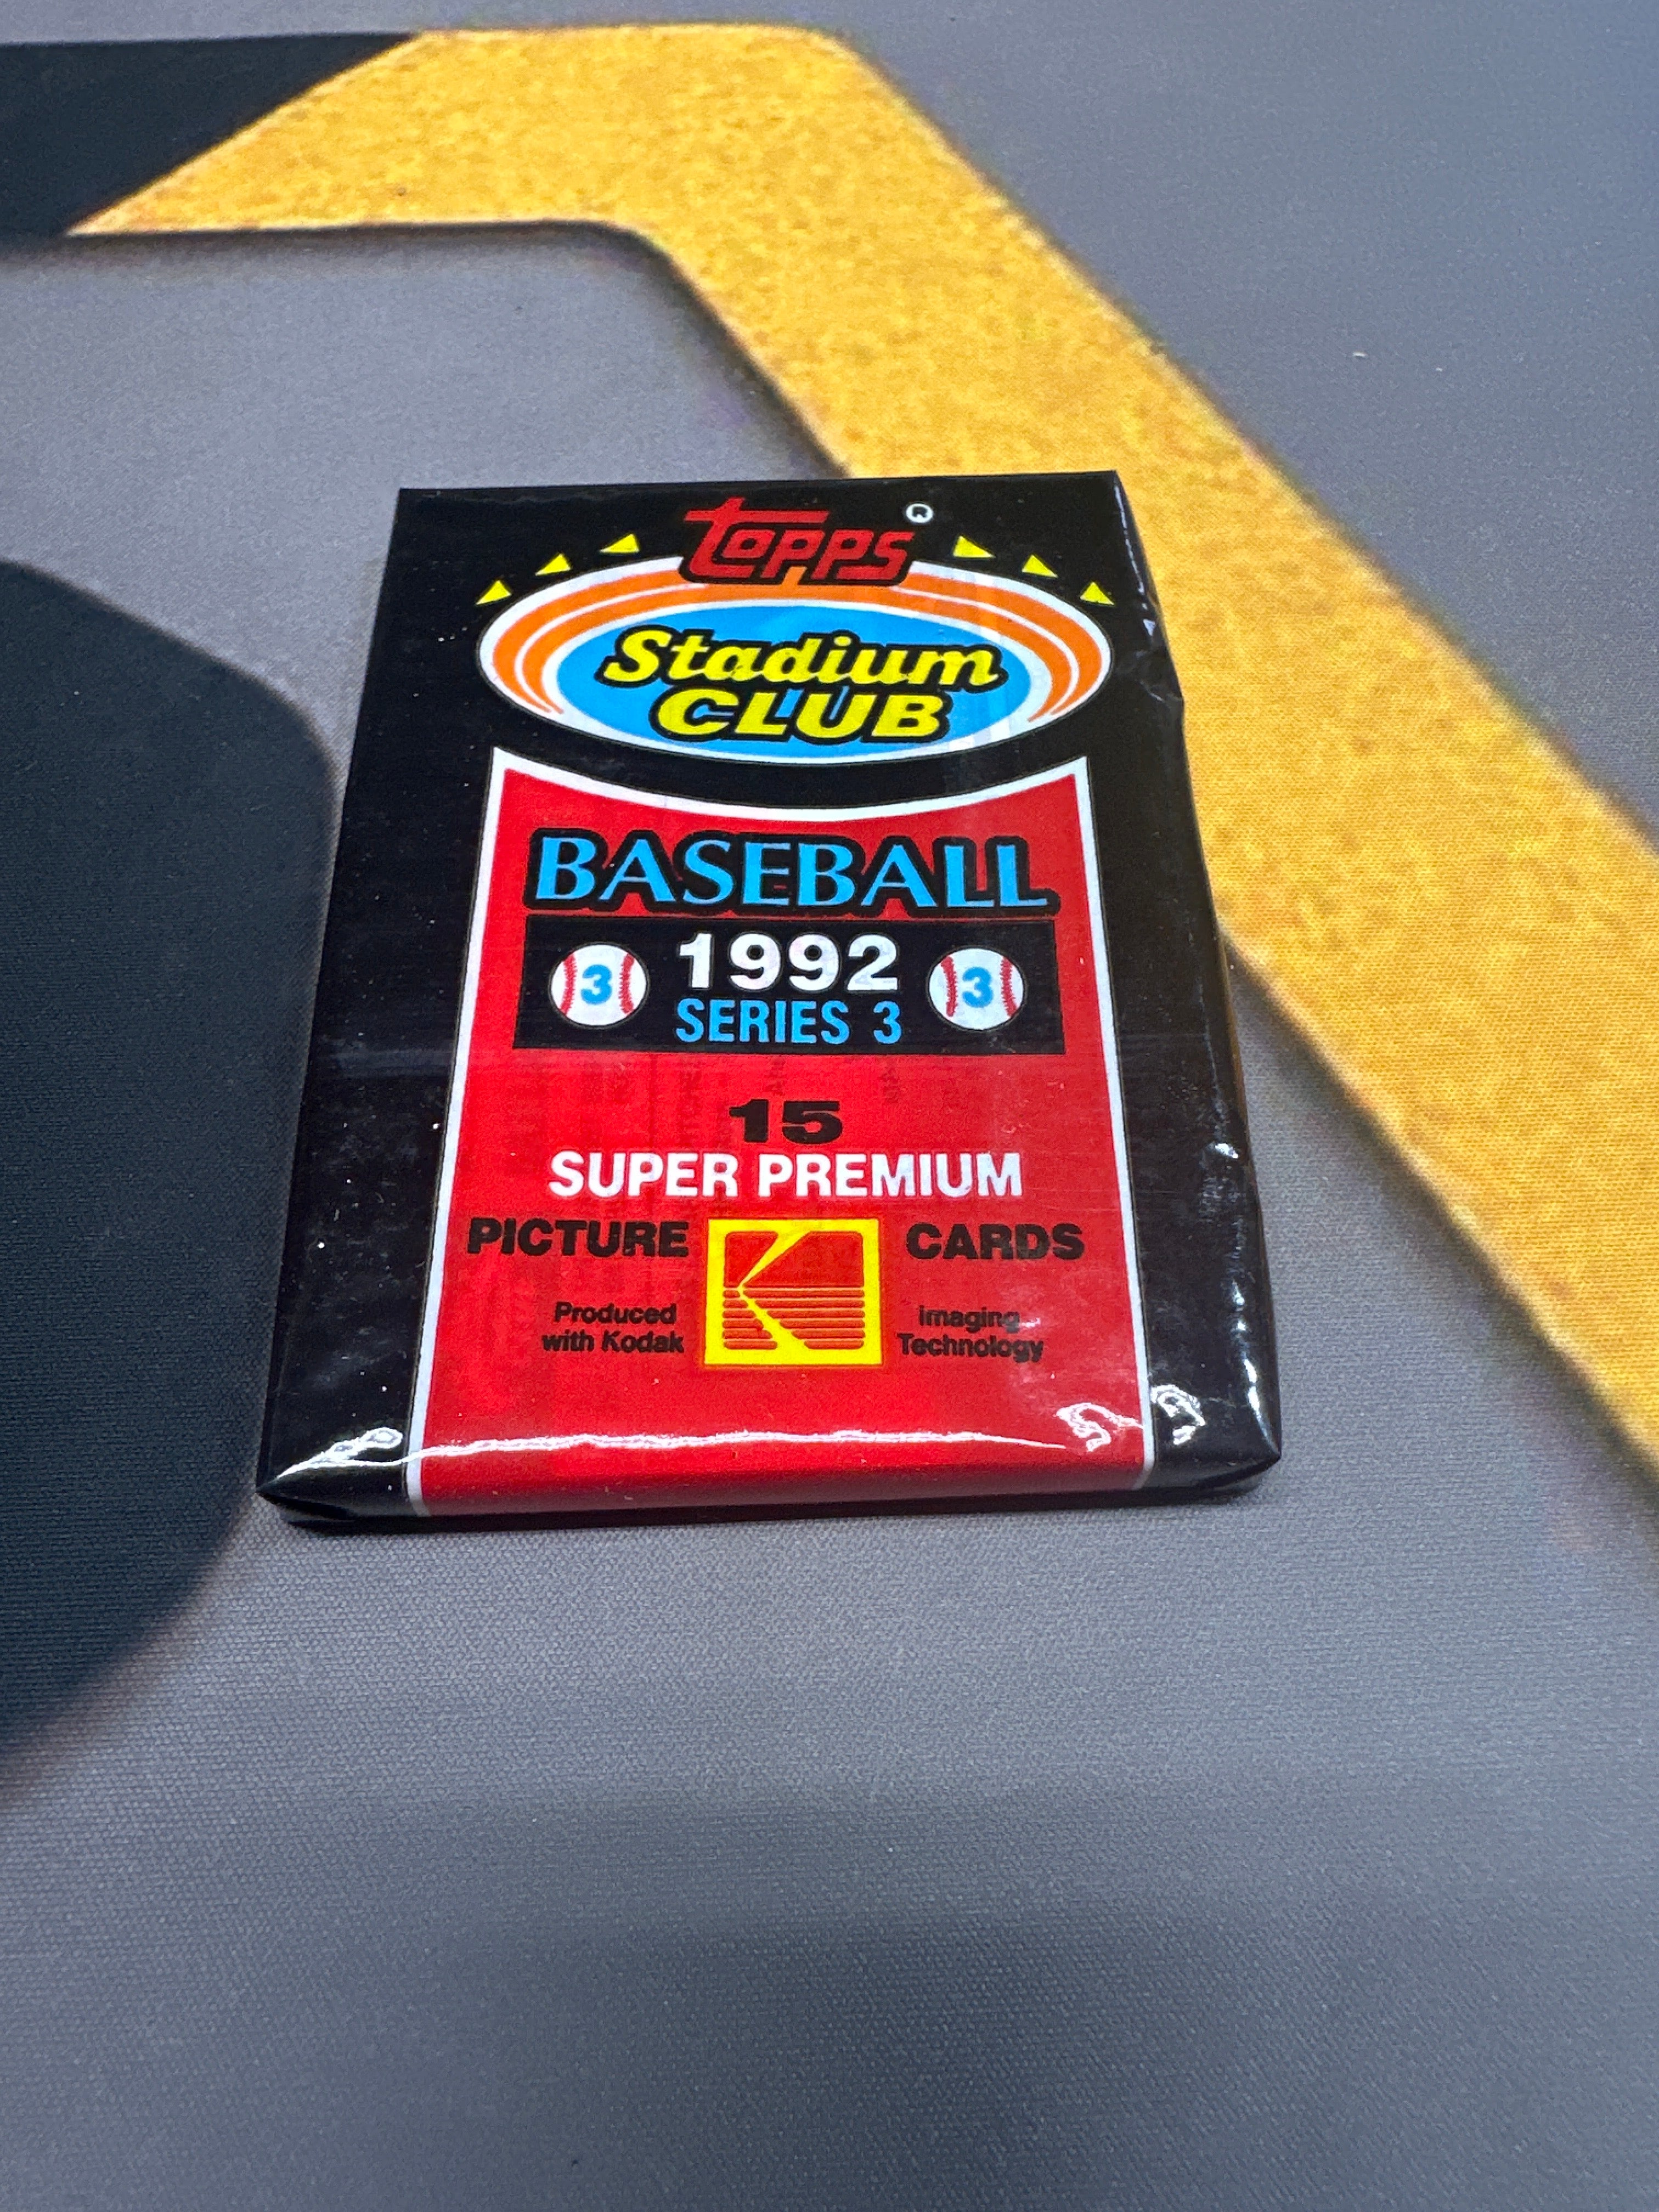 Topps ®
Stadium
CLUB
BASEBALL
3 1992 3
SERIES 3
15
SUPER PREMIUM
PICTURE K CARDS
Produced
with Kodak
Imaging
Technology